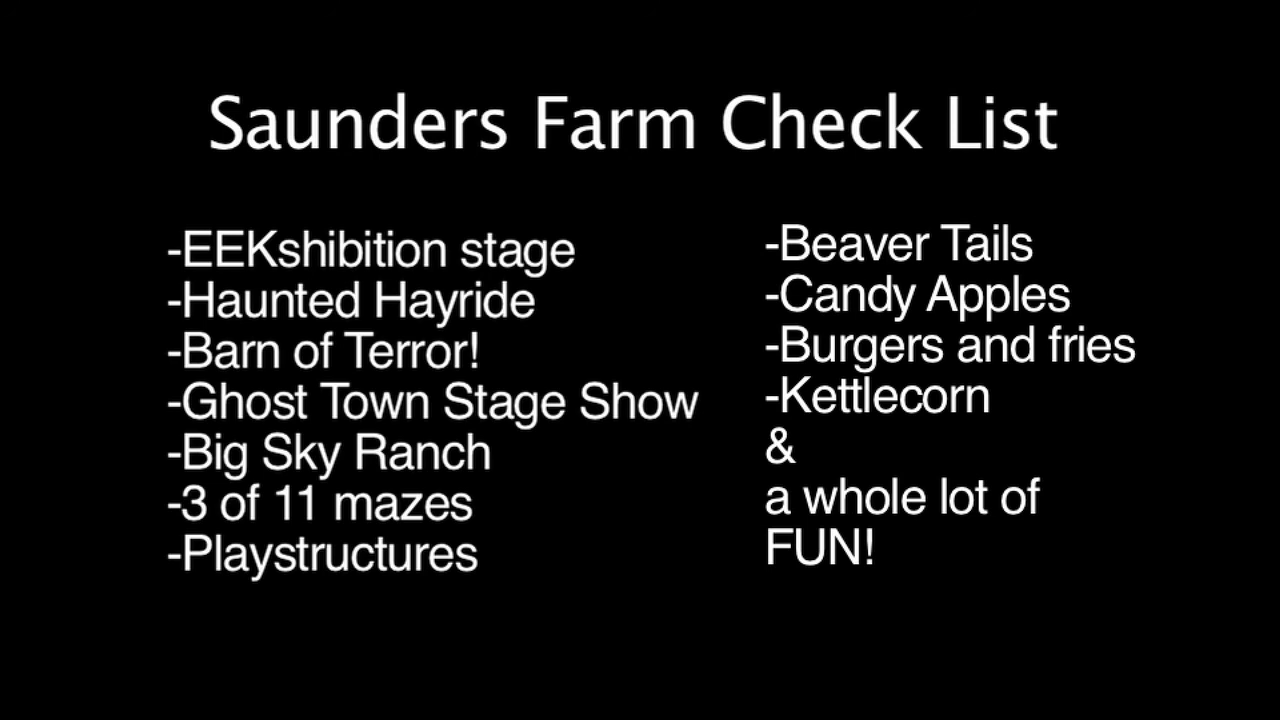 Saunders Farm Check List
-EEKshibition stage
-Haunted Hayride
-Barn of Terror!
-Ghost Town Stage Show
-Big Sky Ranch
-3 of 11 mazes
-Playstructures
-Beaver Tails
-Candy Apples
-Burgers and fries
-Kettlecorn
&
a whole lot of
FUN!